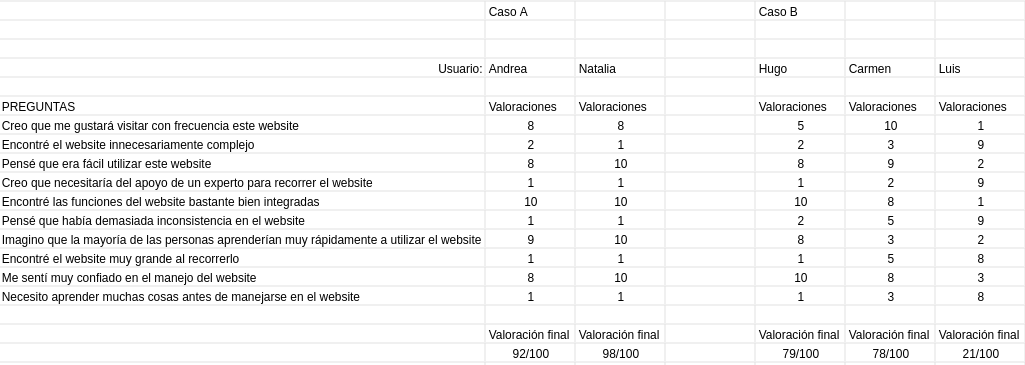 Caso A Caso B
Usuario: Andrea Natalia Hugo Carmen Luis
PREGUNTAS Valoraciones Valoraciones Valoraciones Valoraciones Valoraciones
Creo que me gustará visitar con frecuencia este website 8 8 5 10 1
Encontré el website innecesariamente complejo 2 1 2 3 9
Pensé que era fácil utilizar este website 8 10 8 9 2
Creo que necesitaría del apoyo de un experto para recorrer el website 1 1 1 2 9
Encontré las funciones del website bastante bien integradas 10 10 10 8 1
Pensé que había demasiada inconsistencia en el website 1 1 2 5 9
Imagino que la mayoría de las personas aprenderían muy rápidamente a utilizar el website 9 10 8 3 2
Encontré el website muy grande al recorrerlo 1 1 1 5 8
Me sentí muy confiado en el manejo del website 8 10 10 8 3
Necesito aprender muchas cosas antes de manejarse en el website 1 1 1 3 8
Valoración final Valoración final Valoración final Valoración final Valoración final
92/100 98/100 79/100 78/100 21/100